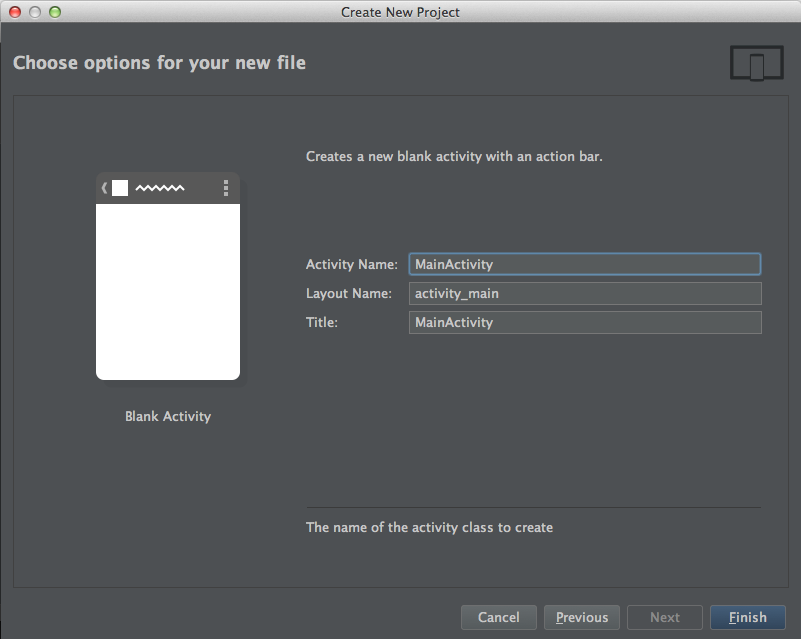 Create New Project
Choose options for your new file
Creates a new blank activity with an action bar.
Activity Name: MainActivity
Layout Name: activity_main
Title: MainActivity
Blank Activity
The name of the activity class to create
Cancel Previous Next Finish